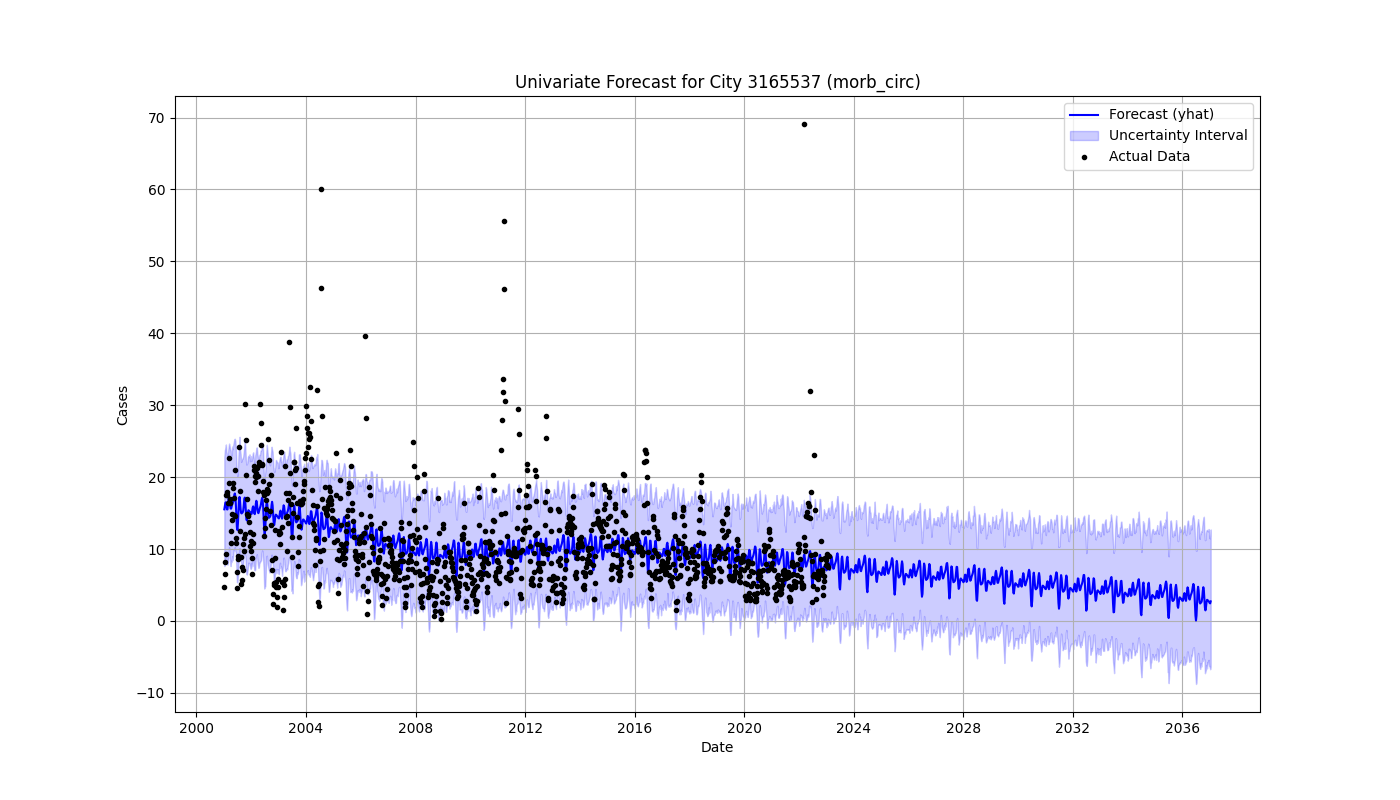 Univariate Forecast for City 3165537 (morb_circ)
Forecast (yhat)
Uncertainty Interval
Actual Data
Cases
70
60
50
40
30
20
10
0
−10
2000 2004 2008 2012 2016 2020 2024 2028 2032 2036
Date